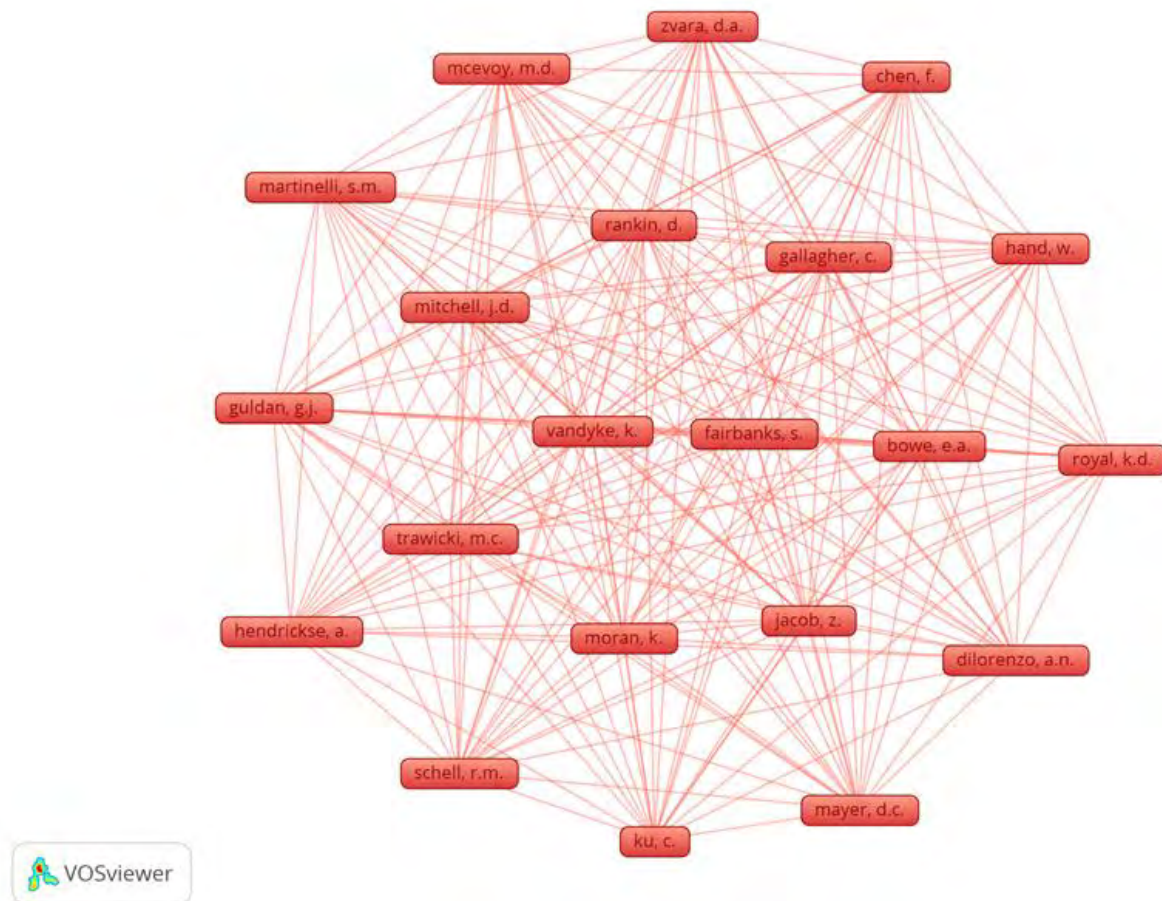 zvara, d.a.
mcevoy, m.d.
chen, f.
martinelli, s.m.
rankin, d.
hand, w.
gallagher, c.
mitchell, j.d.
guldan, g.j.
vandyke, k.
fairbanks, s.
bowe, e.a.
royal, k.d.
trawicki, m.c.
jacob, z.
hendrickse, a.
moran, k.
dilorenzo, a.n.
schell, r.m.
mayer, d.c.
ku, c.
VOSviewer